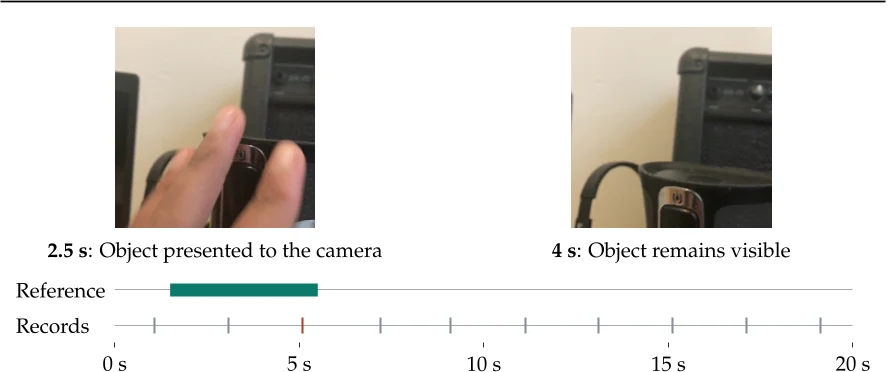 2.5 s: Object presented to the camera
4 s: Object remains visible
Reference
Records
0 s 5 s 10 s 15 s 20 s